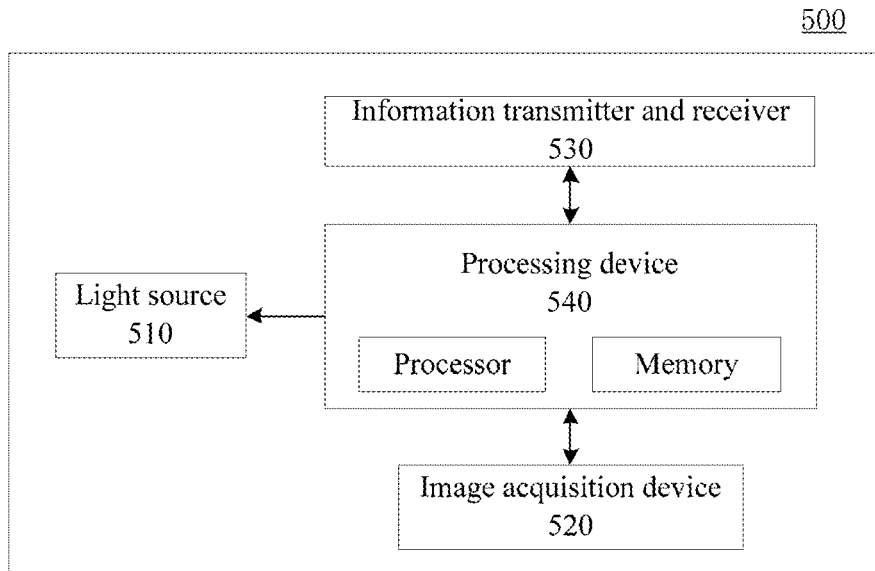 500
Information transmitter and receiver
530
Processing device
540
Light source
510
Processor
Memory
Image acquisition device
520